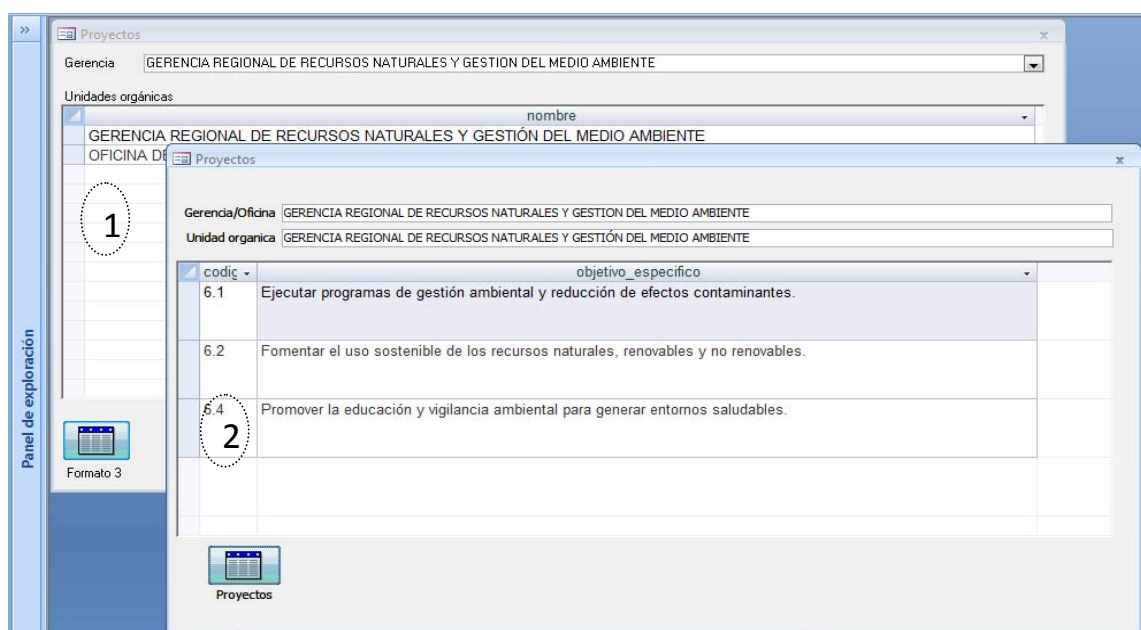 »
Proyectos
x
Gerencia GERENCIA REGIONAL DE RECURSOS NATURALES Y GESTION DEL MEDIO AMBIENTE
Unidades orgánicas
nombre
GERENCIA REGIONAL DE RECURSOS NATURALES Y GESTIÓN DEL MEDIO AMBIENTE
OFICINA DE
1
Formato 3
Panel de exploración
Proyectos
x
Gerencia/Oficina GERENCIA REGIONAL DE RECURSOS NATURALES Y GESTION DEL MEDIO AMBIENTE
Unidad organica GERENCIA REGIONAL DE RECURSOS NATURALES Y GESTIÓN DEL MEDIO AMBIENTE
codig objetivo_especifico
6.1 Ejecutar programas de gestión ambiental y reducción de efectos contaminantes.
6.2 Fomentar el uso sostenible de los recursos naturales, renovables y no renovables.
6.4 Promover la educación y vigilancia ambiental para generar entornos saludables.
2
Proyectos